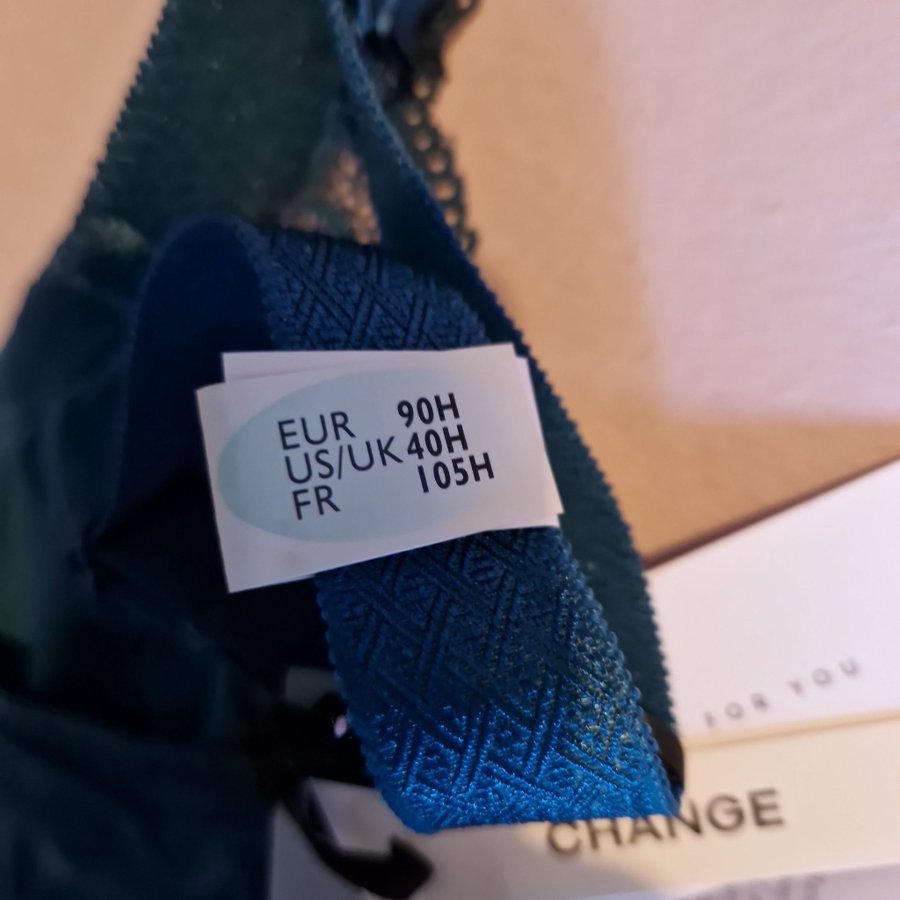 EUR 90H
US/UK 40H
FR 105H
FOR YOU
CHANGE